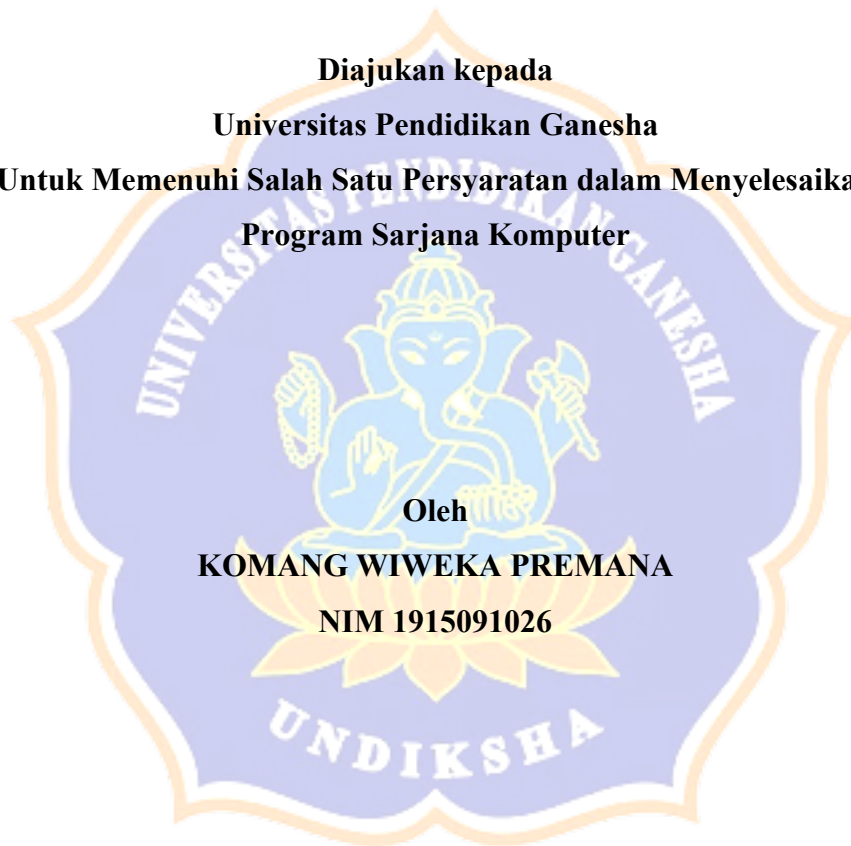 Diajukan kepada
Universitas Pendidikan Ganesha
Untuk Memenuhi Salah Satu Persyaratan dalam Menyelesaika
Program Sarjana Komputer
UNIVERSITAS PENDIDIKAN GANESHA
Oleh
KOMANG WIWEKA PREMANA
NIM 1915091026
UNDIKSHA